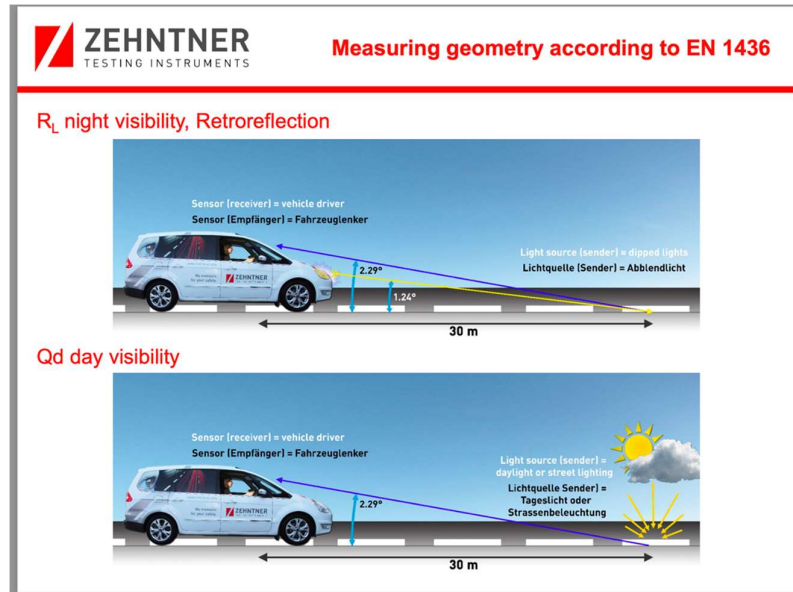 ZEHNTNER
TESTING INSTRUMENTS
Measuring geometry according to EN 1436
RL night visibility, Retroreflection
Sensor (receiver) = vehicle driver
Sensor (Empfänger) = Fahrzeuglenker
Light source (sender) = dipped lights
Lichtquelle (Sender) = Abblendlicht
2.29°
1.24°
ZEHNTNER
30 m
Qd day visibility
Sensor (receiver) = vehicle driver
Sensor (Empfänger) = Fahrzeuglenker
Light source (sender) =
daylight or street lighting
Lichtquelle Sender) =
Tageslicht oder
Strassenbeleuchtung
2.29°
ZEHNTNER
30 m